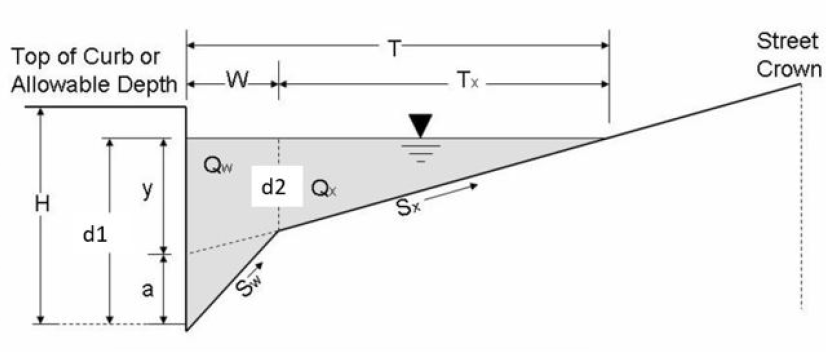 T
Top of Curb or
Allowable Depth
Street
Crown
W
Tx
Qw
d2
Qx
y
H
Sx
d1
a
Sw